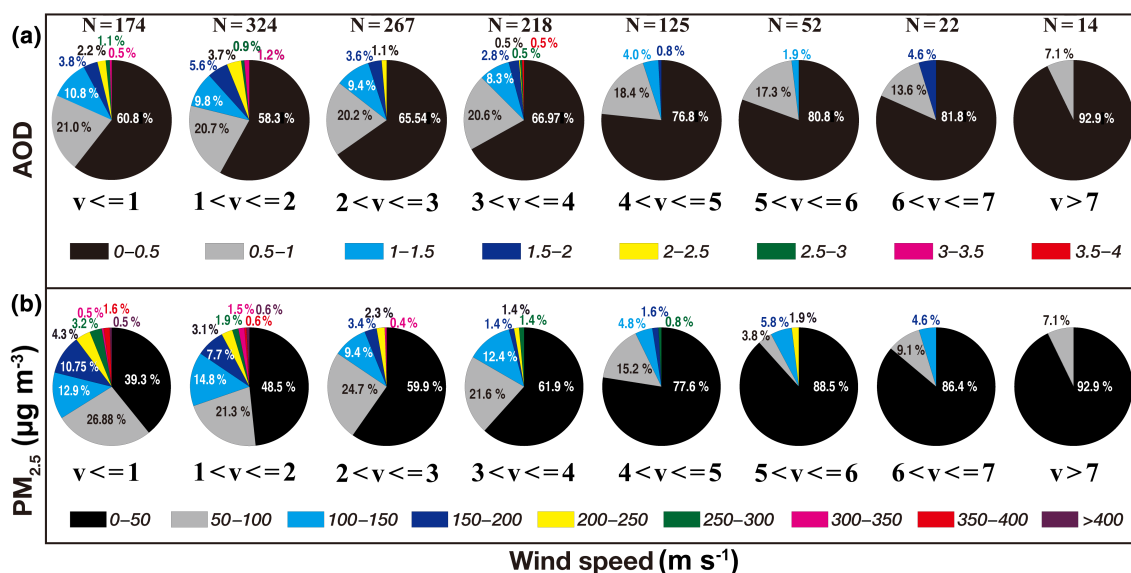 (a)
N=174 N=324 N=267 N=218 N=125 N=52 N=22 N=14
AOD
60.8 % 21.0 % 10.8 % 3.8 % 2.2 % 1.1 % 0.5 %
58.3 % 20.7 % 9.8 % 5.6 % 3.7 % 0.9 % 1.2 %
65.54 % 20.2 % 9.4 % 3.6 % 1.1 %
66.97 % 20.6 % 8.3 % 2.8 % 0.5 % 0.5 % 0.5 %
76.8 % 18.4 % 4.0 % 0.8 %
80.8 % 17.3 % 1.9 %
81.8 % 13.6 % 4.6 %
92.9 % 7.1 %
v<=1 1<v<=2 2<v<=3 3<v<=4 4<v<=5 5<v<=6 6<v<=7 v>7
0–0.5 0.5–1 1–1.5 1.5–2 2–2.5 2.5–3 3–3.5 3.5–4
(b)
PM2.5 (µg m-3)
39.3 % 26.88 % 12.9 % 10.75 % 4.3 % 3.2 % 0.5 % 1.6 % 0.5 %
48.5 % 21.3 % 14.8 % 7.7 % 3.1 % 1.9 % 1.5 % 0.6 % 0.6 %
59.9 % 24.7 % 9.4 % 3.4 % 2.3 % 0.4 %
61.9 % 21.6 % 12.4 % 1.4 % 1.4 % 1.4 %
77.6 % 15.2 % 4.8 % 1.6 % 0.8 %
88.5 % 3.8 % 5.8 % 1.9 %
86.4 % 9.1 % 4.6 %
92.9 % 7.1 %
v<=1 1<v<=2 2<v<=3 3<v<=4 4<v<=5 5<v<=6 6<v<=7 v>7
0–50 50–100 100–150 150–200 200–250 250–300 300–350 350–400 >400
Wind speed (m s-1)